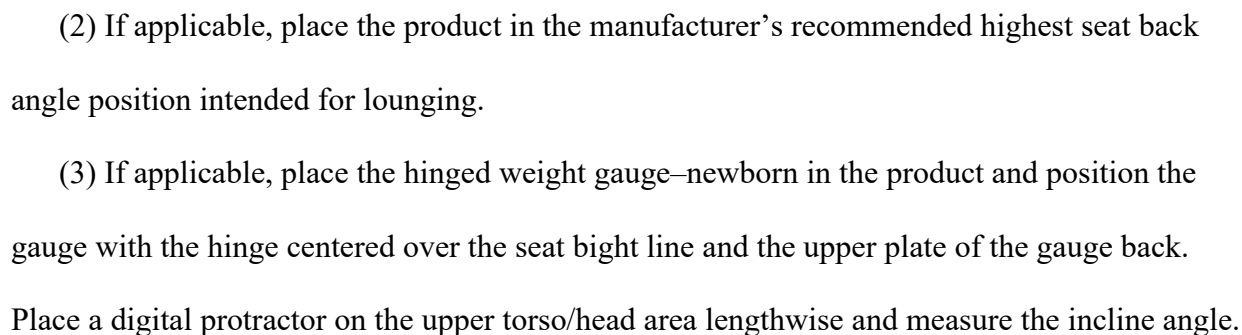 (2) If applicable, place the product in the manufacturer’s recommended highest seat back
angle position intended for lounging.
(3) If applicable, place the hinged weight gauge–newborn in the product and position the
gauge with the hinge centered over the seat bight line and the upper plate of the gauge back.
Place a digital protractor on the upper torso/head area lengthwise and measure the incline angle.